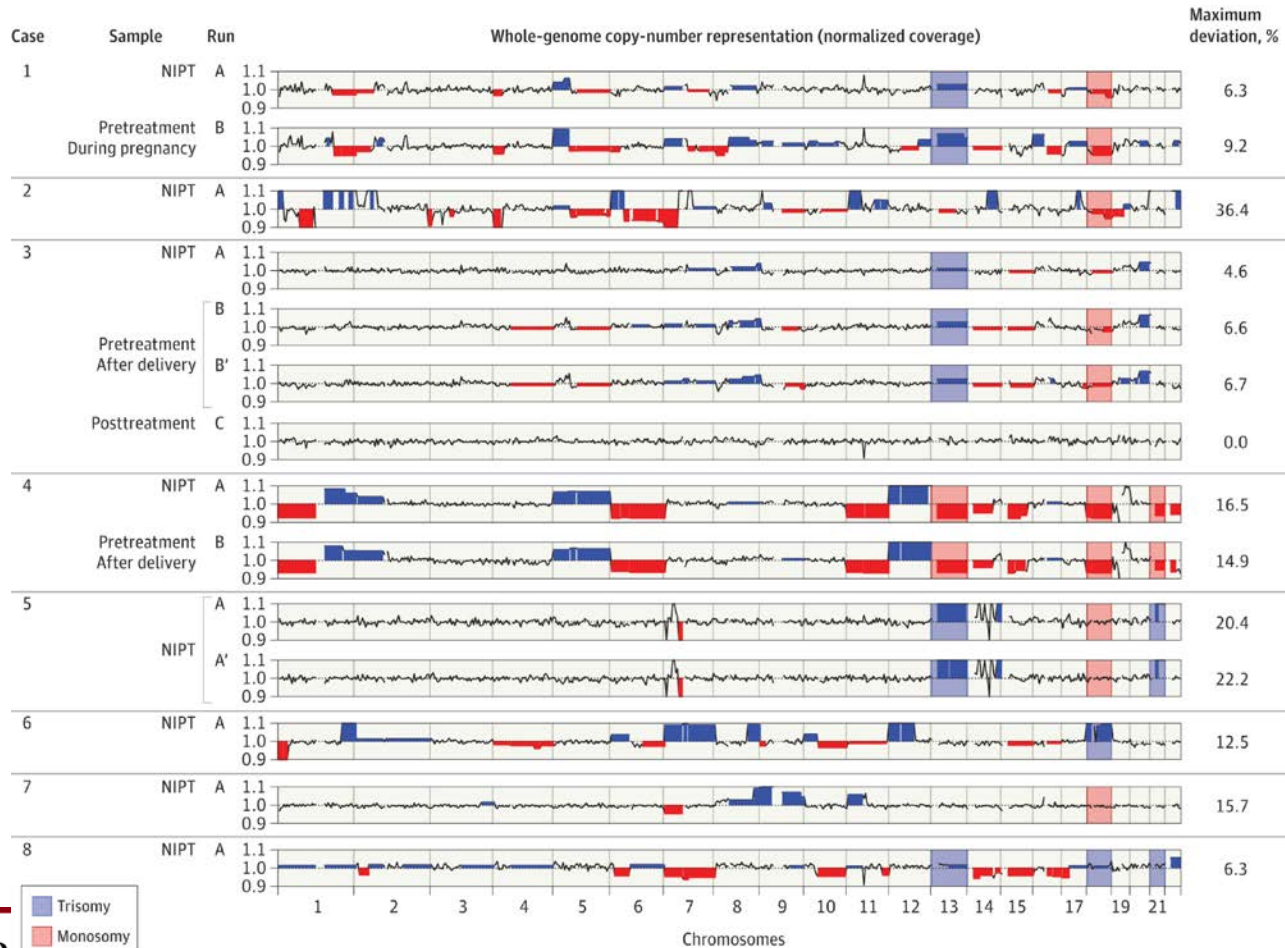 Case Sample Run Whole-genome copy-number representation (normalized coverage) Maximum deviation, %
1 NIPT A 1.1 1.0 0.9 6.3
Pretreatment During pregnancy B 1.1 1.0 0.9 9.2
2 NIPT A 1.1 1.0 0.9 36.4
3 NIPT A 1.1 1.0 0.9 4.6
Pretreatment After delivery B 1.1 1.0 0.9 6.6
B' 1.1 1.0 0.9 6.7
Posttreatment C 1.1 1.0 0.9 0.0
4 NIPT A 1.1 1.0 0.9 16.5
Pretreatment After delivery B 1.1 1.0 0.9 14.9
5 NIPT A 1.1 1.0 0.9 20.4
A' 1.1 1.0 0.9 22.2
6 NIPT A 1.1 1.0 0.9 12.5
7 NIPT A 1.1 1.0 0.9 15.7
8 NIPT A 1.1 1.0 0.9 6.3
1 2 3 4 5 6 7 8 9 10 11 12 13 14 15 17 19 21
Chromosomes
Trisomy
Monosomy